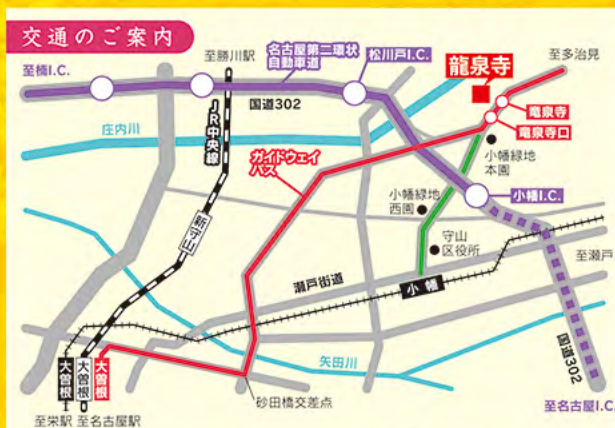 交通のご案内
至勝川駅
名古屋第二環状
自動車道
松川戸I.C.
至楠I.C.
龍泉寺
至多治見
国道302
竜泉寺
竜泉寺口
庄内川
JR中央線
ガイドウェイ
バス
小幡緑地
本園
小幡緑地
西園
小幡I.C.
新守山
守山
区役所
至瀬戸
瀬戸街道
小幡
国道302
矢田川
大曽根
大曽根
大曽根
砂田橋交差点
至栄駅
至名古屋駅
至名古屋I.C.